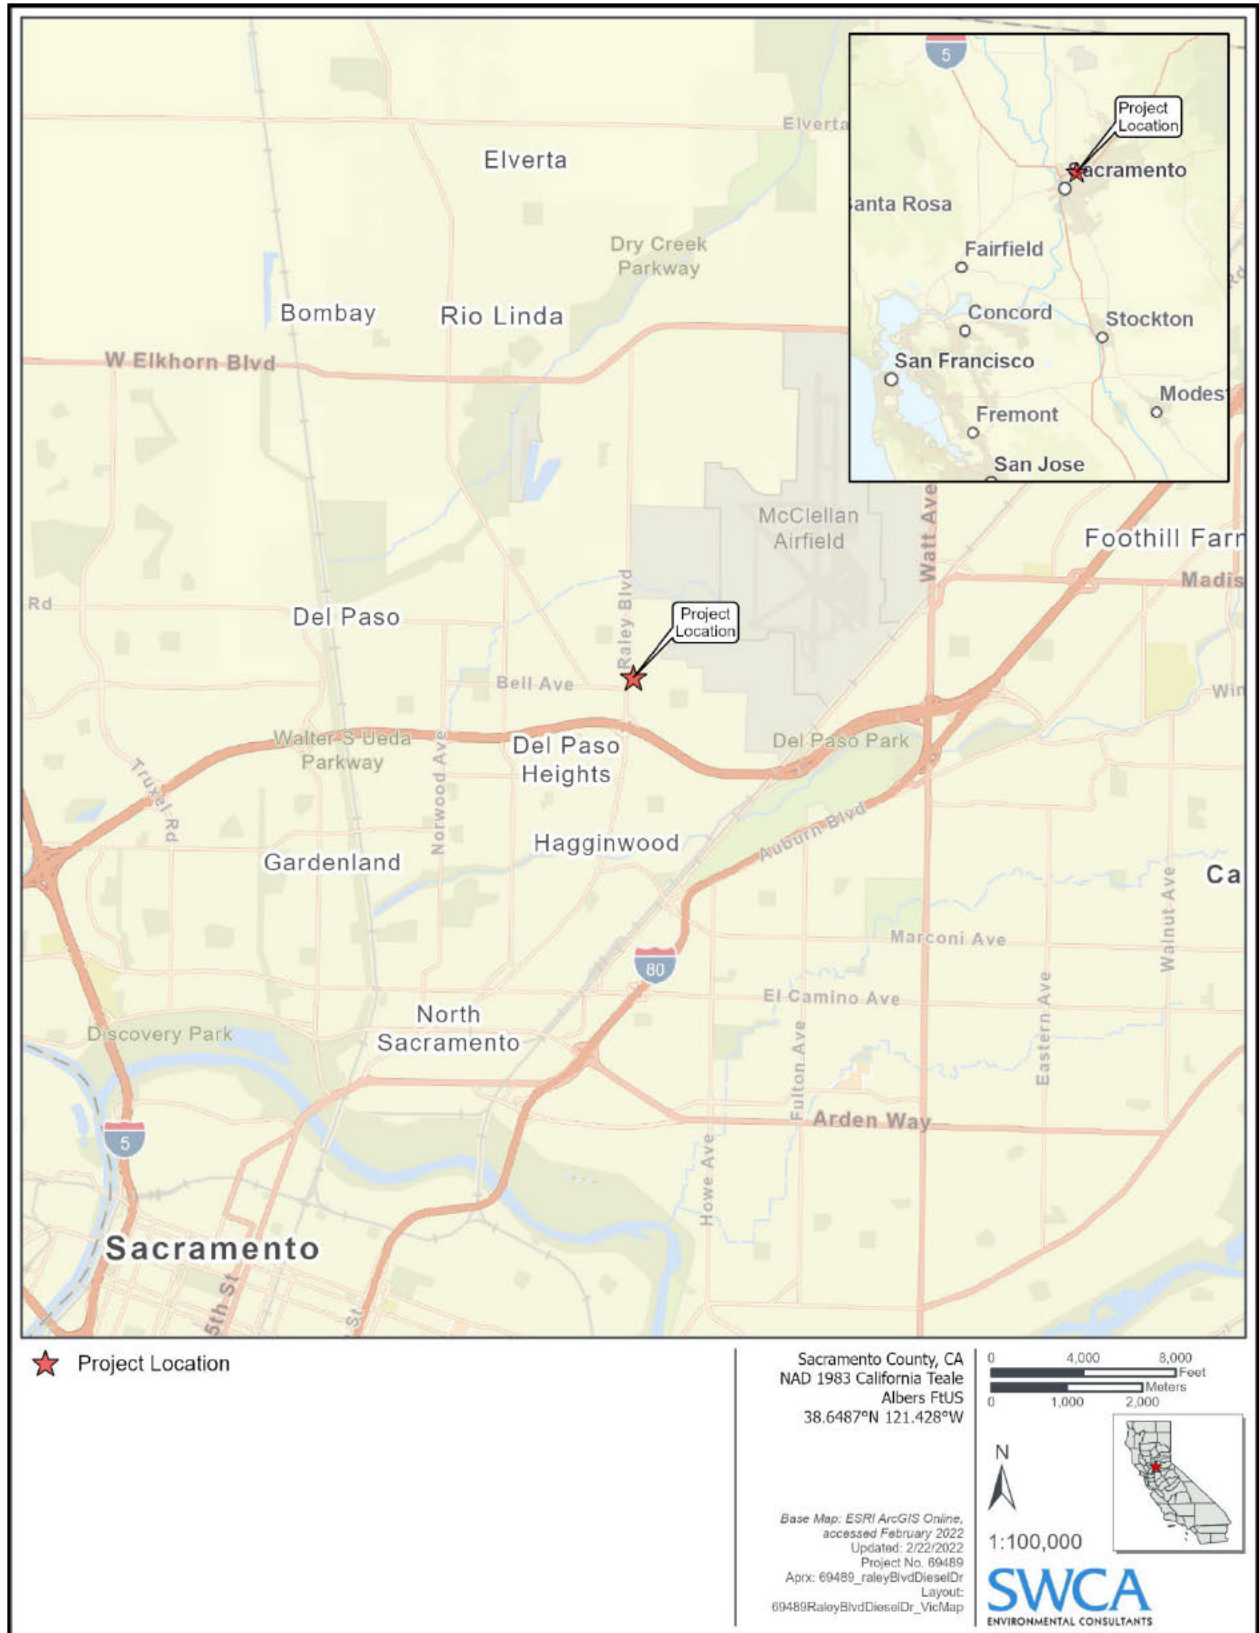 5
Project
Location
Sacramento
Santa Rosa
Fairfield
Concord
Stockton
San Francisco
Modes
Fremont
San Jose
Elverta
Elverta
Dry Creek
Parkway
Bombay
Rio Linda
W Elkhorn Blvd
Rd
McClellan
Airfield
Watt Ave
Foothill Farm
Madis
Rd
Del Paso
Raley Blvd
Project
Location
Bell Ave
Win
Walter S Ueda
Parkway
Del Paso
Heights
Del Paso Park
Truxel Rd
Norwood Ave
Hagginwood
Auburn Blvd
Gardenland
Ca
Walnut Ave
Marconi Ave
80
El Camino Ave
Eastern Ave
North
Sacramento
Discovery Park
Fulton Ave
Arden Way
5
Howe Ave
Sacramento
5th St
St
Project Location
Sacramento County, CA
NAD 1983 California Teale
Albers FtUS
38.6487°N 121.428°W
0 4,000 8,000
Feet
Meters
0 1,000 2,000
N
1:100,000
Base Map: ESRI ArcGIS Online,
accessed February 2022
Updated: 2/22/2022
Project No. 69489
Aprx: 69489_raleyBlvdDieselDr
Layout:
69489RaleyBlvdDieselDr_VicMap
SWCA
ENVIRONMENTAL CONSULTANTS